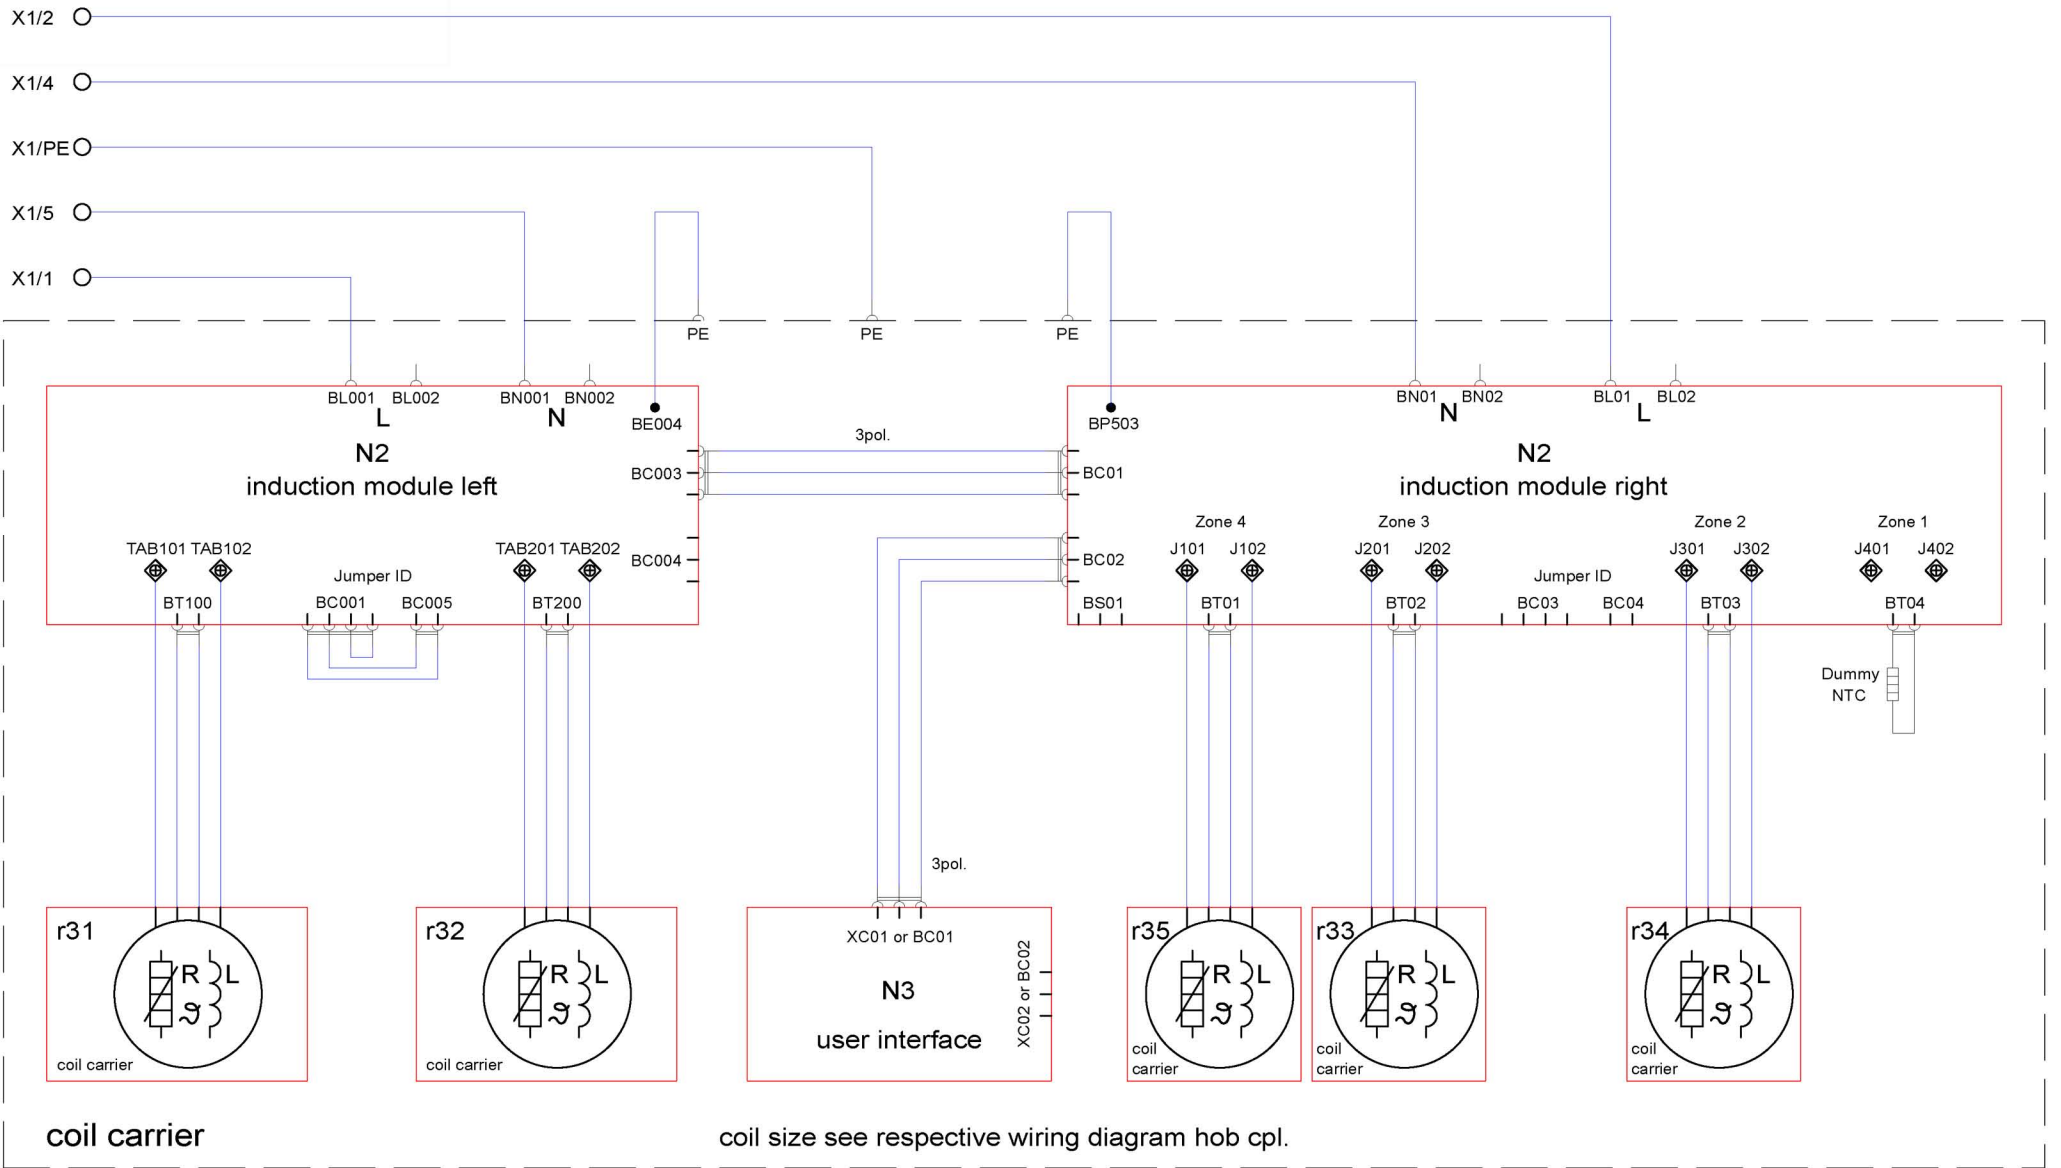 X1/2
X1/4
X1/PE
X1/5
X1/1
PE
PE
PE
BL001
BL002
BN001
BN002
L
N
BE004
N2
induction module left
BC003
BC004
TAB101
TAB102
TAB201
TAB202
Jumper ID
BT100
BC001
BC005
BT200
3pol.
BN01
BN02
BL01
BL02
N
L
BP503
N2
induction module right
BC01
BC02
BS01
Zone 4
Zone 3
Zone 2
Zone 1
J101
J102
J201
J202
J301
J302
J401
J402
Jumper ID
BT01
BT02
BC03
BC04
BT03
BT04
Dummy
NTC
3pol.
r31
R
L
ϑ
coil carrier
r32
R
L
ϑ
coil carrier
XC01 or BC01
XC02 or BC02
N3
user interface
r35
R
L
ϑ
coil
carrier
r33
R
L
ϑ
coil
carrier
r34
R
L
ϑ
coil
carrier
coil carrier
coil size see respective wiring diagram hob cpl.